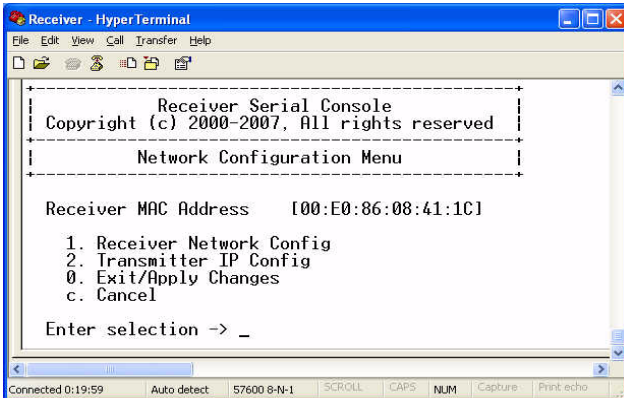 Receiver - HyperTerminal
File Edit View Call Transfer Help
Receiver Serial Console
Copyright (c) 2000-2007, All rights reserved
Network Configuration Menu
Receiver MAC Address [00:E0:86:08:41:1C]
1. Receiver Network Config
2. Transmitter IP Config
0. Exit/Apply Changes
c. Cancel
Enter selection -> _
Connected 0:19:59 Auto detect 57600 8-N-1 SCROLL CAPS NUM Capture Print echo